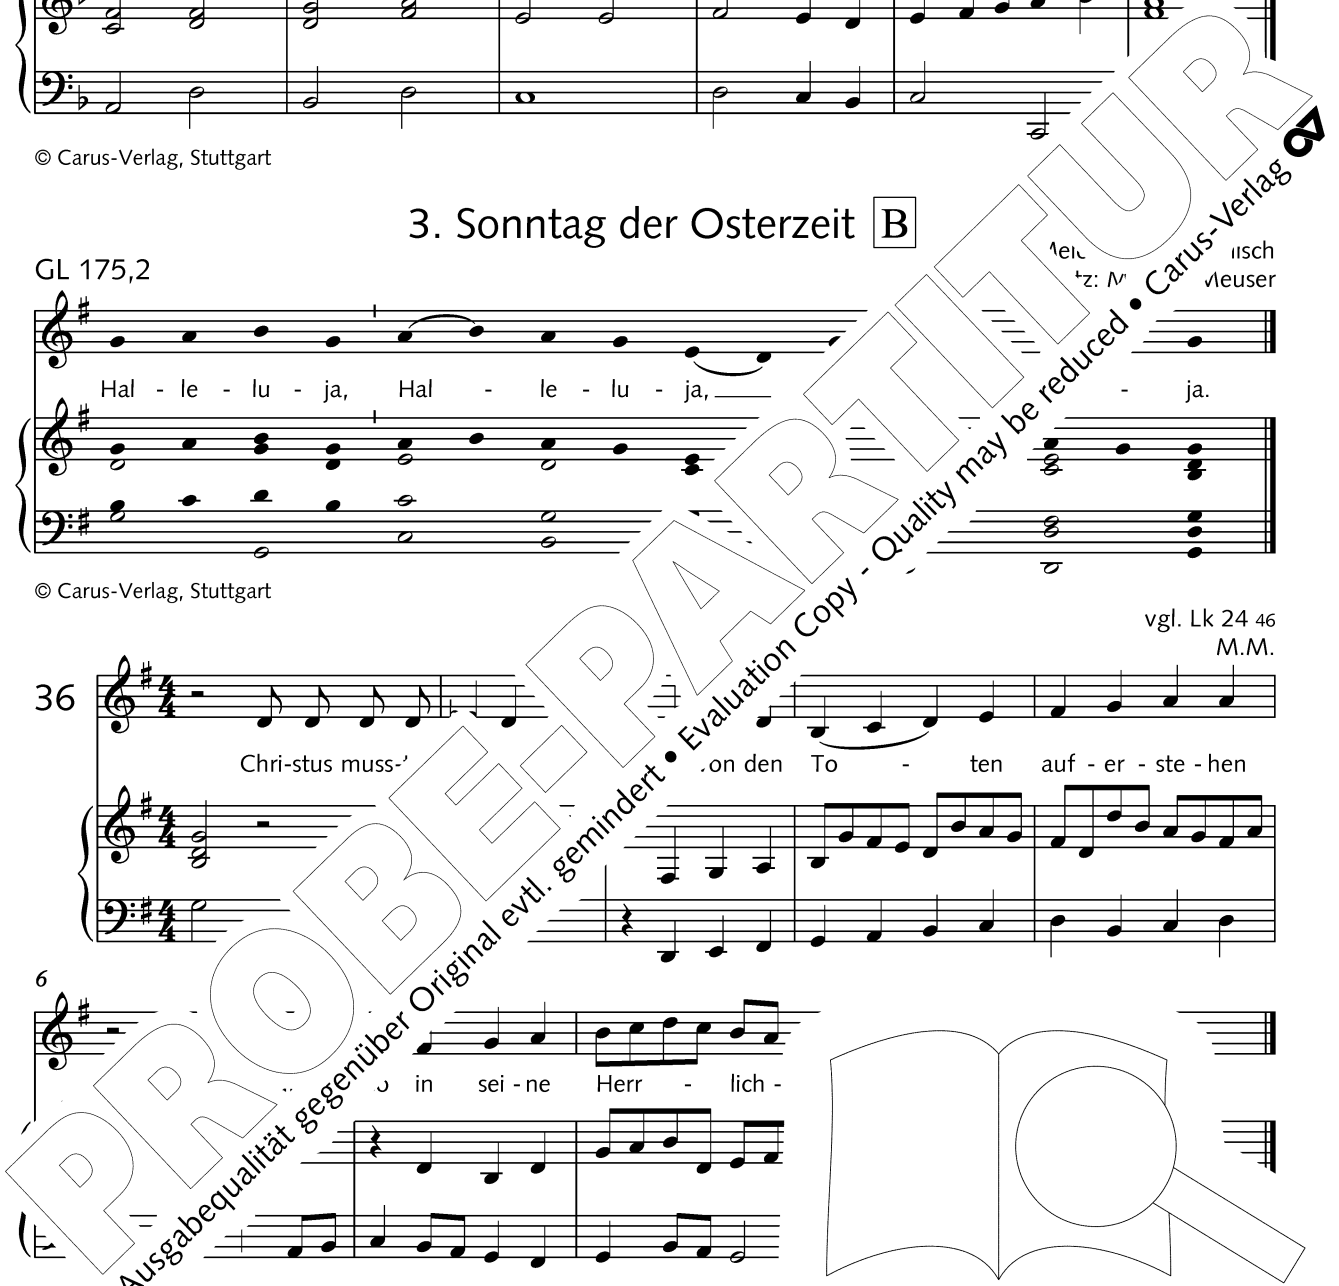 © Carus-Verlag, Stuttgart
3. Sonntag der Osterzeit B
GL 175,2
Meuser
Hal - le - lu - ja, Hal - le - lu - ja, - ja.
© Carus-Verlag, Stuttgart
vgl. Lk 24 46
M.M.
36
Chri-stus muss- den To - ten auf - er - ste - hen
6
in sei - ne Herr - lich -
PROBE-PARTITUR
Ausgabequalität gegenüber Original evtl. gemindert • Evaluation Copy - Quality may be reduced • Carus-Verlag